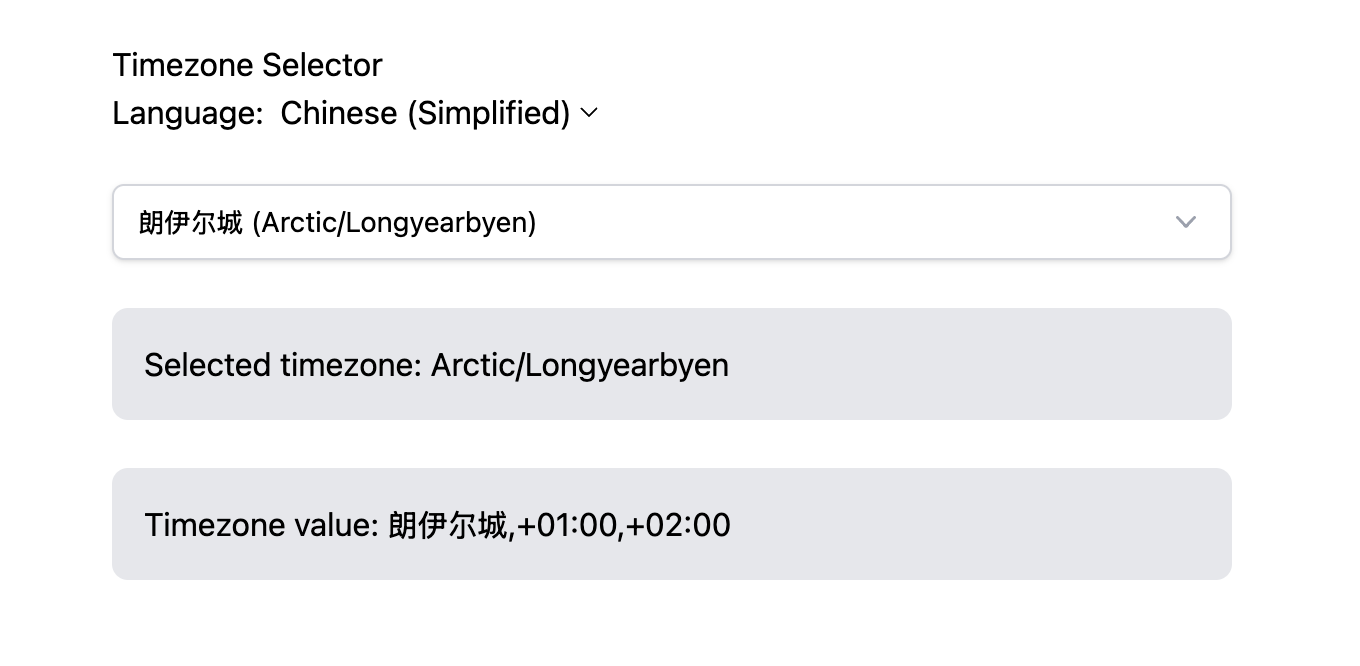 Timezone Selector
Language: Chinese (Simplified)
朗伊尔城 (Arctic/Longyearbyen)
Selected timezone: Arctic/Longyearbyen
Timezone value: 朗伊尔城,+01:00,+02:00